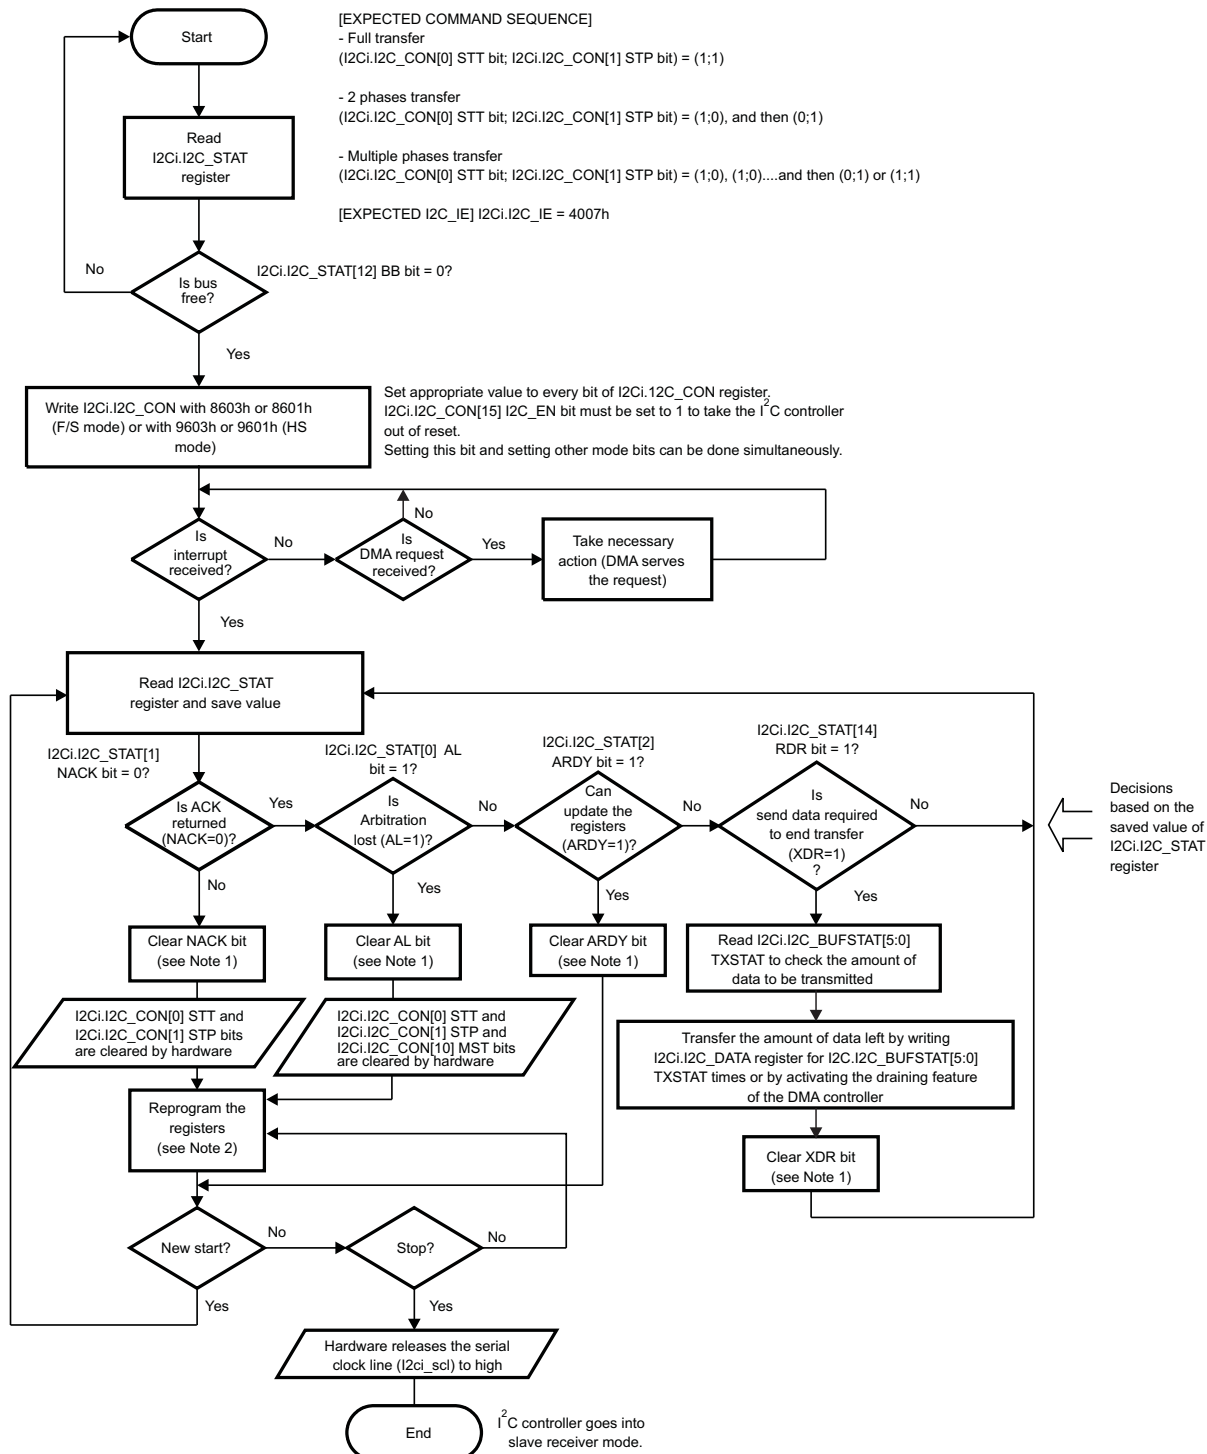 Start
[EXPECTED COMMAND SEQUENCE]
- Full transfer
(I2Ci.I2C_CON[0] STT bit; I2Ci.I2C_CON[1] STP bit) = (1;1)
- 2 phases transfer
(I2Ci.I2C_CON[0] STT bit; I2Ci.I2C_CON[1] STP bit) = (1;0), and then (0;1)
- Multiple phases transfer
(I2Ci.I2C_CON[0] STT bit; I2Ci.I2C_CON[1] STP bit) = (1;0), (1;0)....and then (0;1) or (1;1)
[EXPECTED I2C_IE] I2Ci.I2C_IE = 4007h
Read
I2Ci.I2C_STAT
register
No
Is bus
free?
I2Ci.I2C_STAT[12] BB bit = 0?
Yes
Write I2Ci.I2C_CON with 8603h or 8601h
(F/S mode) or with 9603h or 9601h (HS
mode)
Set appropriate value to every bit of I2Ci.12C_CON register.
I2Ci.I2C_CON[15] I2C_EN bit must be set to 1 to take the I2C controller
out of reset.
Setting this bit and setting other mode bits can be done simultaneously.
Is
interrupt
received?
No
Is
DMA request
received?
No
Yes
Take necessary
action (DMA serves
the request)
Yes
Read I2Ci.I2C_STAT
register and save value
I2Ci.I2C_STAT[1]
NACK bit = 0?
I2Ci.I2C_STAT[0] AL
bit = 1?
I2Ci.I2C_STAT[2]
ARDY bit = 1?
I2Ci.I2C_STAT[14]
RDR bit = 1?
Is ACK
returned
(NACK=0)?
Yes
Is
Arbitration
lost (AL=1)?
No
Can
update the
registers
(ARDY=1)?
No
Is
send data required
to end transfer
(XDR=1)
?
No
Decisions
based on the
saved value of
I2Ci.I2C_STAT
register
No
Yes
Yes
Yes
Clear NACK bit
(see Note 1)
Clear AL bit
(see Note 1)
Clear ARDY bit
(see Note 1)
Read I2Ci.I2C_BUFSTAT[5:0]
TXSTAT to check the amount of
data to be transmitted
I2Ci.I2C_CON[0] STT and
I2Ci.I2C_CON[1] STP bits
are cleared by hardware
I2Ci.I2C_CON[0] STT and
I2Ci.I2C_CON[1] STP and
I2Ci.I2C_CON[10] MST bits
are cleared by hardware
Transfer the amount of data left by writing
I2Ci.I2C_DATA register for I2C.I2C_BUFSTAT[5:0]
TXSTAT times or by activating the draining feature
of the DMA controller
Reprogram the
registers
(see Note 2)
Clear XDR bit
(see Note 1)
New start?
No
Stop?
No
Yes
Yes
Hardware releases the serial
clock line (I2ci_scl) to high
End
I2C controller goes into
slave receiver mode.